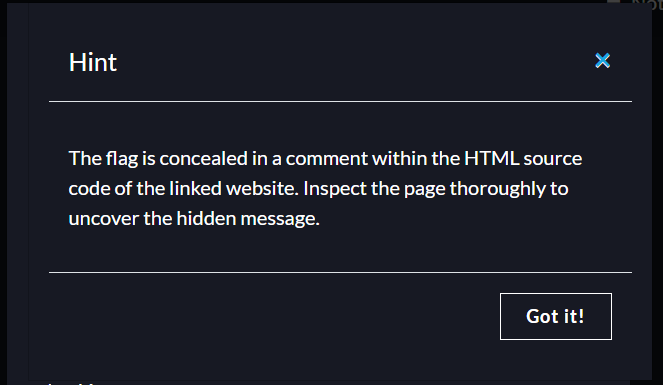 Hint
The flag is concealed in a comment within the HTML source
code of the linked website. Inspect the page thoroughly to
uncover the hidden message.
Got it!